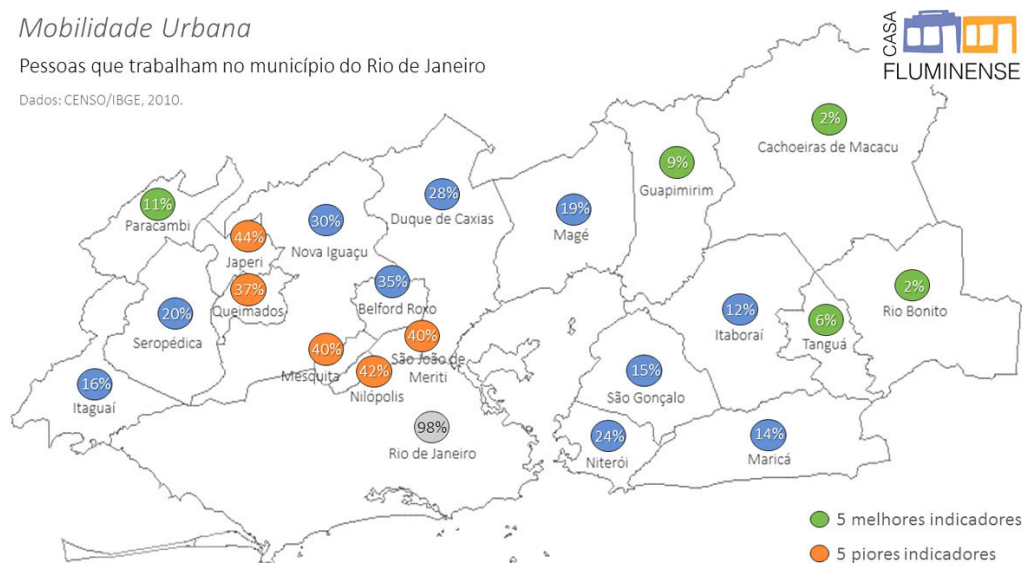 Mobilidade Urbana
Pessoas que trabalham no município do Rio de Janeiro
Dados: CENSO/IBGE, 2010.
CASA
FLUMINENSE
2%
Cachoeiras de Macacu
9%
Guapimirim
28%
Duque de Caxias
19%
Magé
11%
Paracambi
30%
Nova Iguaçu
44%
Japeri
35%
Belford Roxo
37%
Queimados
20%
Seropédica
2%
Rio Bonito
12%
Itaboraí
6%
Tanguá
40%
São João de
Meriti
40%
Mesquita
42%
Nilópolis
16%
Itaguaí
15%
São Gonçalo
98%
Rio de Janeiro
24%
Niterói
14%
Maricá
5 melhores indicadores
5 piores indicadores